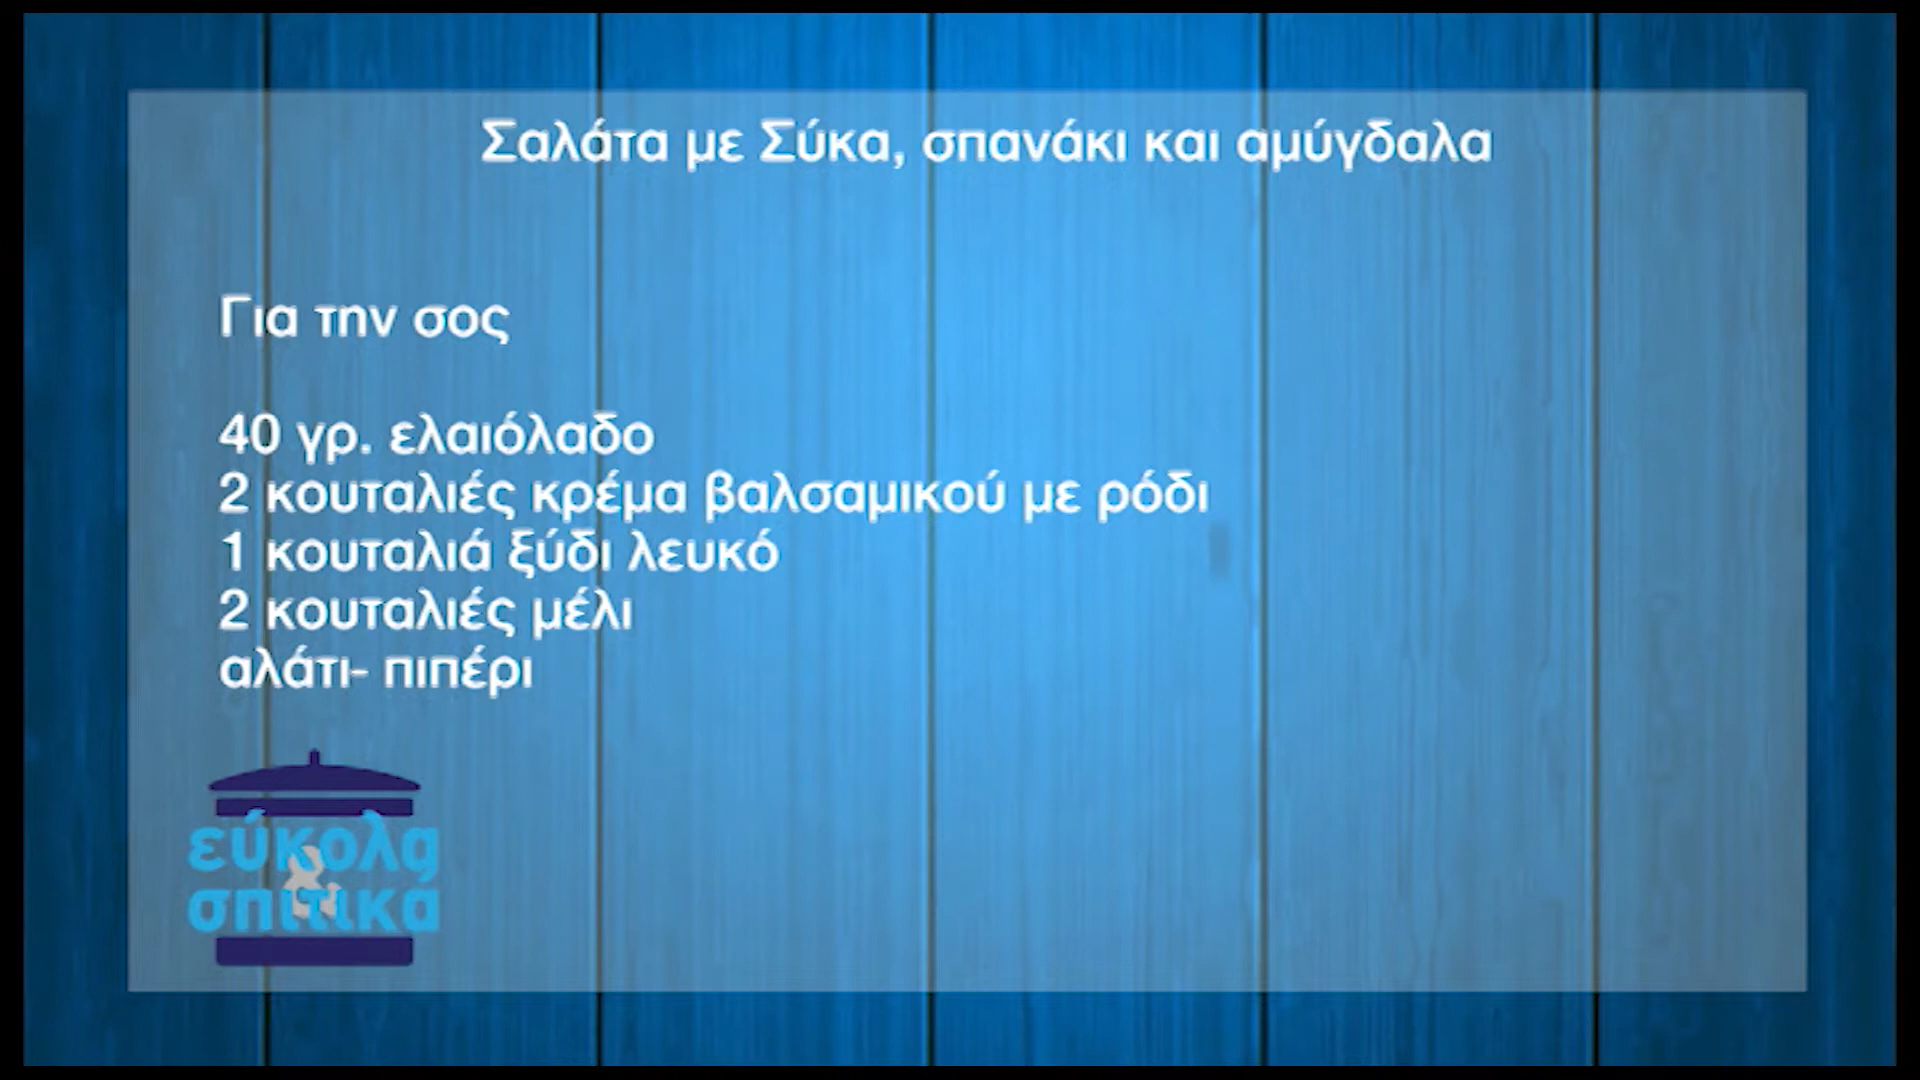 Σαλάτα με Σύκα, σπανάκι και αμύγδαλα
Για την σος
40 γρ. ελαιόλαδο
2 κουταλιές κρέμα βαλσαμικού με ρόδι
1 κουταλιά ξύδι λευκό
2 κουταλιές μέλι
αλάτι- πιπέρι
εύκολα
&
σπιτικά